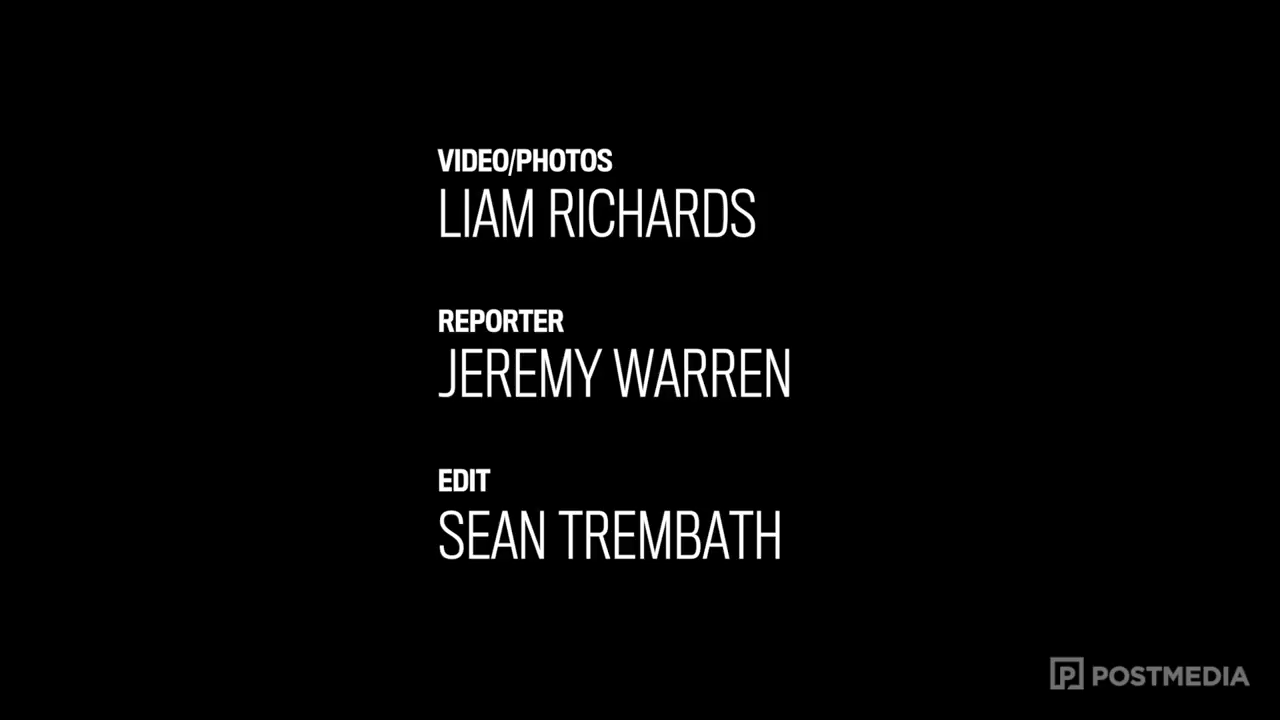 VIDEO/PHOTOS
LIAM RICHARDS
REPORTER
JEREMY WARREN
EDIT
SEAN TREMBATH
P POSTMEDIA